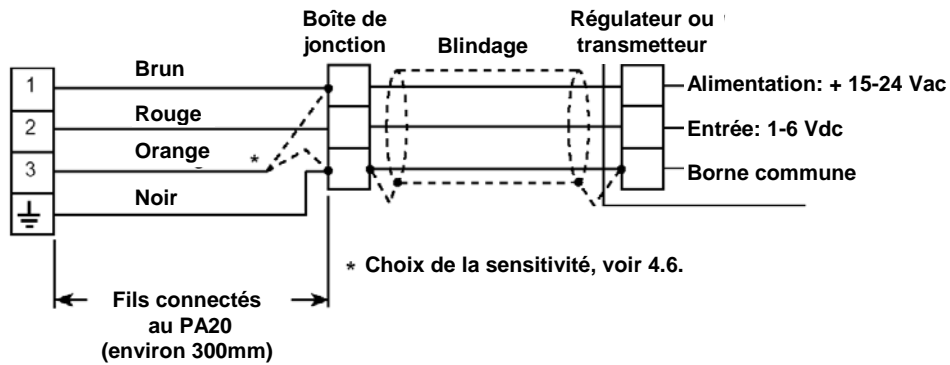 Boîte de
jonction
Blindage
Régulateur ou
transmetteur
1
Brun
Alimentation: + 15-24 Vac
2
Rouge
Entrée: 1-6 Vdc
3
Orange
*
Borne commune
Noir
* Choix de la sensitivité, voir 4.6.
Fils connectés
au PA20
(environ 300mm)